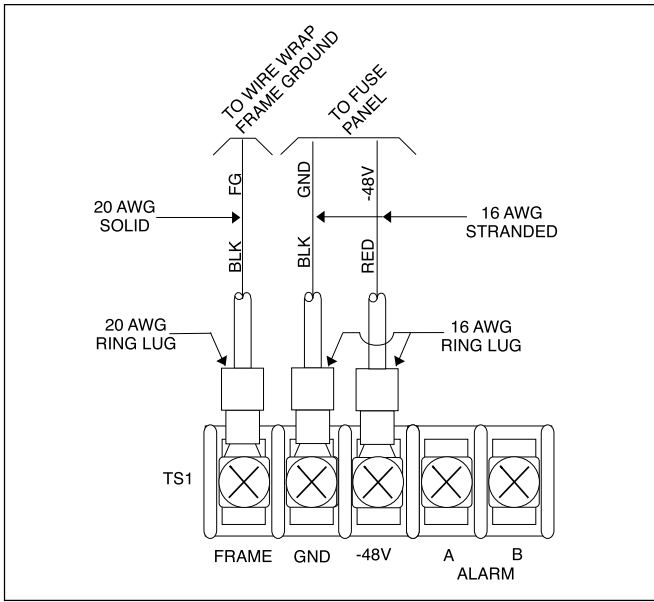 TO WIRE WRAP
FRAME GROUND
TO FUSE
PANEL
FG
GND
-48V
20 AWG
SOLID
16 AWG
STRANDED
BLK
BLK
RED
20 AWG
RING LUG
16 AWG
RING LUG
TS1
FRAME
GND
-48V
A
B
ALARM